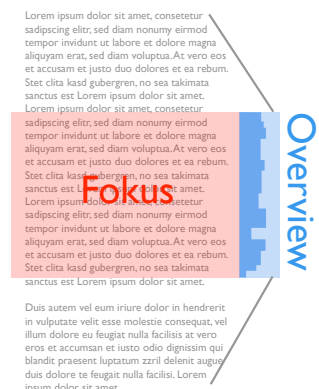 Lorem ipsum dolor sit amet, consetetur
sadipscing elitr, sed diam nonumy eirmod
tempor invidunt ut labore et dolore magna
aliquyam erat, sed diam voluptua. At vero eos
et accusam et justo duo dolores et ea rebum.
Stet clita kasd gubergren, no sea takimata
sanctus est Lorem ipsum dolor sit amet.
Lorem ipsum dolor sit amet, consetetur
sadipscing elitr, sed diam nonumy eirmod
tempor invidunt ut labore et dolore magna
aliquyam erat, sed diam voluptua. At vero eos
et accusam et justo duo dolores et ea rebum.
Stet clita kasd gubergren, no sea takimata
sanctus est Lorem ipsum dolor sit amet.
Lorem ipsum dolor sit amet, consetetur
sadipscing elitr, sed diam nonumy eirmod
tempor invidunt ut labore et dolore magna
aliquyam erat, sed diam voluptua. At vero eos
et accusam et justo duo dolores et ea rebum.
Stet clita kasd gubergren, no sea takimata
sanctus est Lorem ipsum dolor sit amet.
Duis autem vel eum iriure dolor in hendrerit
in vulputate velit esse molestie consequat, vel
illum dolore eu feugiat nulla facilisis at vero
eros et accumsan et iusto odio dignissim qui
blandit praesent luptatum zzril delenit augue
duis dolore te feugait nulla facilisi. Lorem
ipsum dolor sit amet
Fokus
Overview